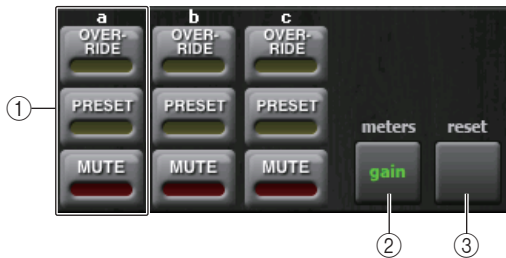 a b c
OVER-
RIDE
OVER-
RIDE
OVER-
RIDE
① PRESET PRESET PRESET
meters reset
MUTE MUTE MUTE
gain
② ③